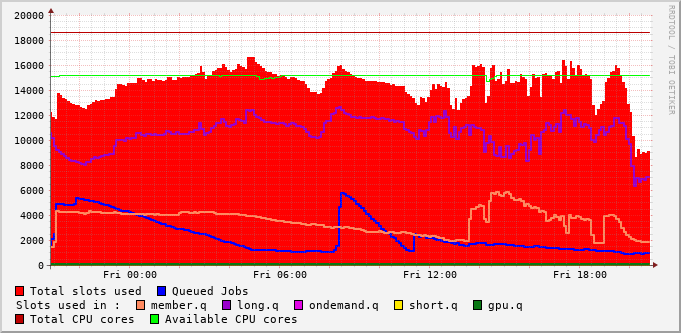 20000
18000
16000
14000
12000
10000
8000
6000
4000
2000
0
Fri 00:00 Fri 06:00 Fri 12:00 Fri 18:00
RRDTOOL / TOBI OETIKER
Total slots used Queued Jobs
Slots used in : member.q long.q ondemand.q short.q gpu.q
Total CPU cores Available CPU cores